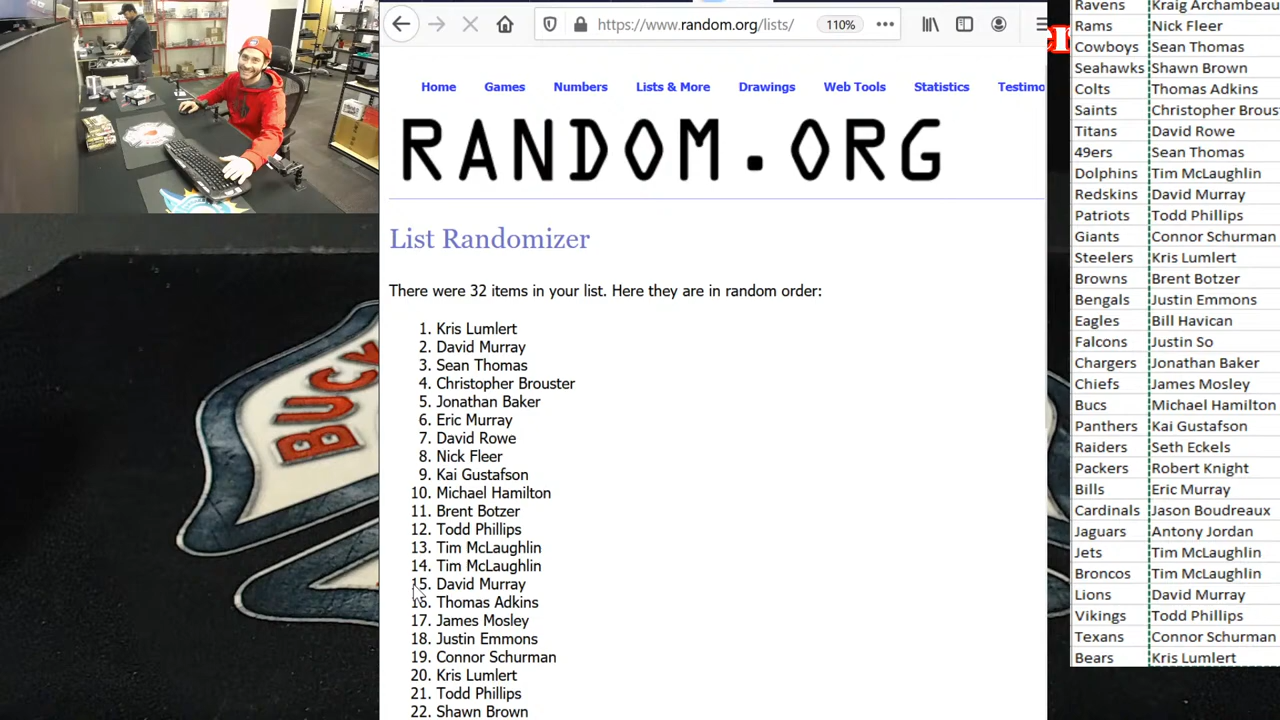 https://www.random.org/lists/
110%
Home Games Numbers Lists & More Drawings Web Tools Statistics Testimo
RANDOM.ORG
List Randomizer
There were 32 items in your list. Here they are in random order:
1. Kris Lumlert
2. David Murray
3. Sean Thomas
4. Christopher Brouster
5. Jonathan Baker
6. Eric Murray
7. David Rowe
8. Nick Fleer
9. Kai Gustafson
10. Michael Hamilton
11. Brent Botzer
12. Todd Phillips
13. Tim McLaughlin
14. Tim McLaughlin
15. David Murray
16. Thomas Adkins
17. James Mosley
18. Justin Emmons
19. Connor Schurman
20. Kris Lumlert
21. Todd Phillips
22. Shawn Brown
Ravens Kraig Archambeau
Rams Nick Fleer
Cowboys Sean Thomas
Seahawks Shawn Brown
Colts Thomas Adkins
Saints Christopher Brous
Titans David Rowe
49ers Sean Thomas
Dolphins Tim McLaughlin
Redskins David Murray
Patriots Todd Phillips
Giants Connor Schurman
Steelers Kris Lumlert
Browns Brent Botzer
Bengals Justin Emmons
Eagles Bill Havican
Falcons Justin So
Chargers Jonathan Baker
Chiefs James Mosley
Bucs Michael Hamilton
Panthers Kai Gustafson
Raiders Seth Eckels
Packers Robert Knight
Bills Eric Murray
Cardinals Jason Boudreaux
Jaguars Antony Jordan
Jets Tim McLaughlin
Broncos Tim McLaughlin
Lions David Murray
Vikings Todd Phillips
Texans Connor Schurman
Bears Kris Lumlert
BUCK